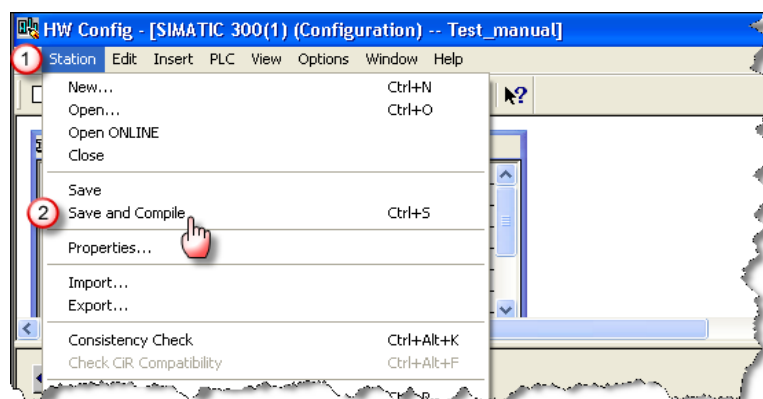 HW Config - [SIMATIC 300(1) (Configuration) -- Test_manual]
1 Station Edit Insert PLC View Options Window Help
New... Ctrl+N
Open... Ctrl+O
Open ONLINE
Close
Save
2 Save and Compile Ctrl+S
Properties...
Import...
Export...
Consistency Check Ctrl+Alt+K
Check CiR Compatibility Ctrl+Alt+F